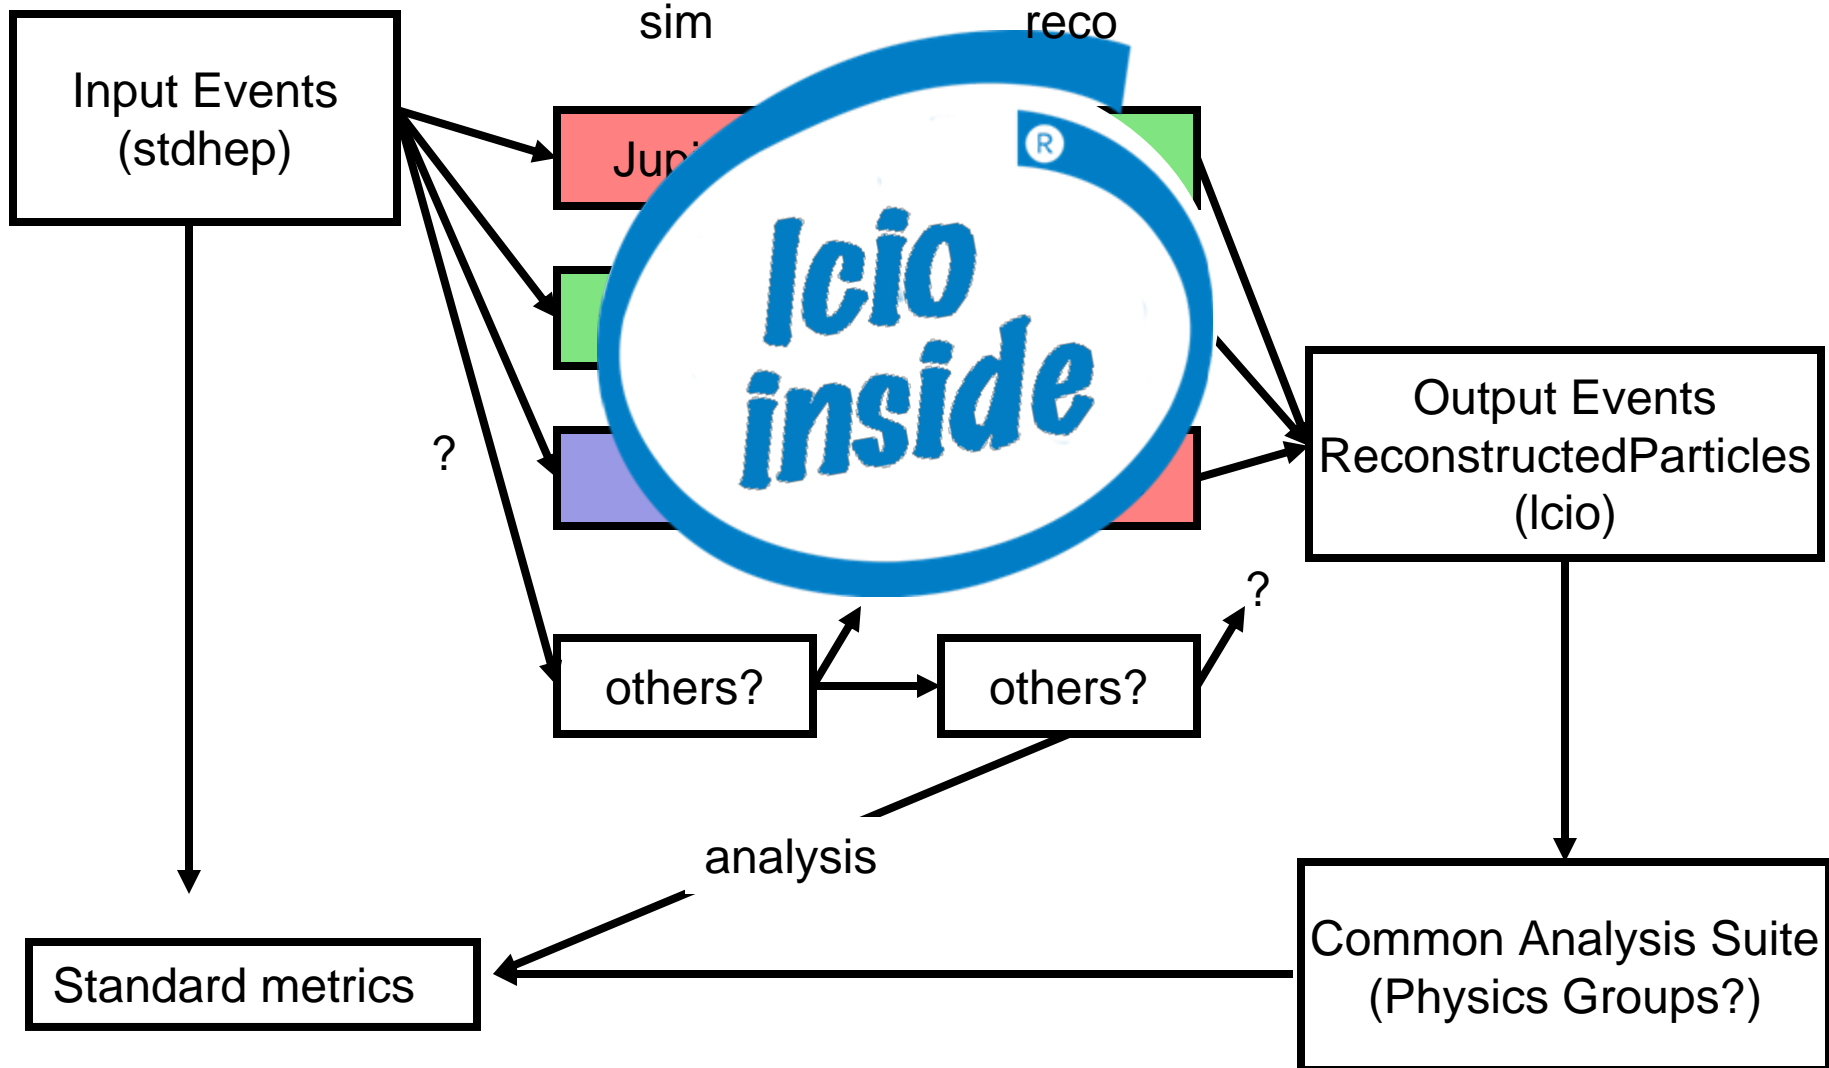 sim
reco
Input Events
(stdhep)
Jupi
®
lcio
inside
?
Output Events
ReconstructedParticles
(lcio)
?
others?
others?
analysis
Common Analysis Suite
(Physics Groups?)
Standard metrics